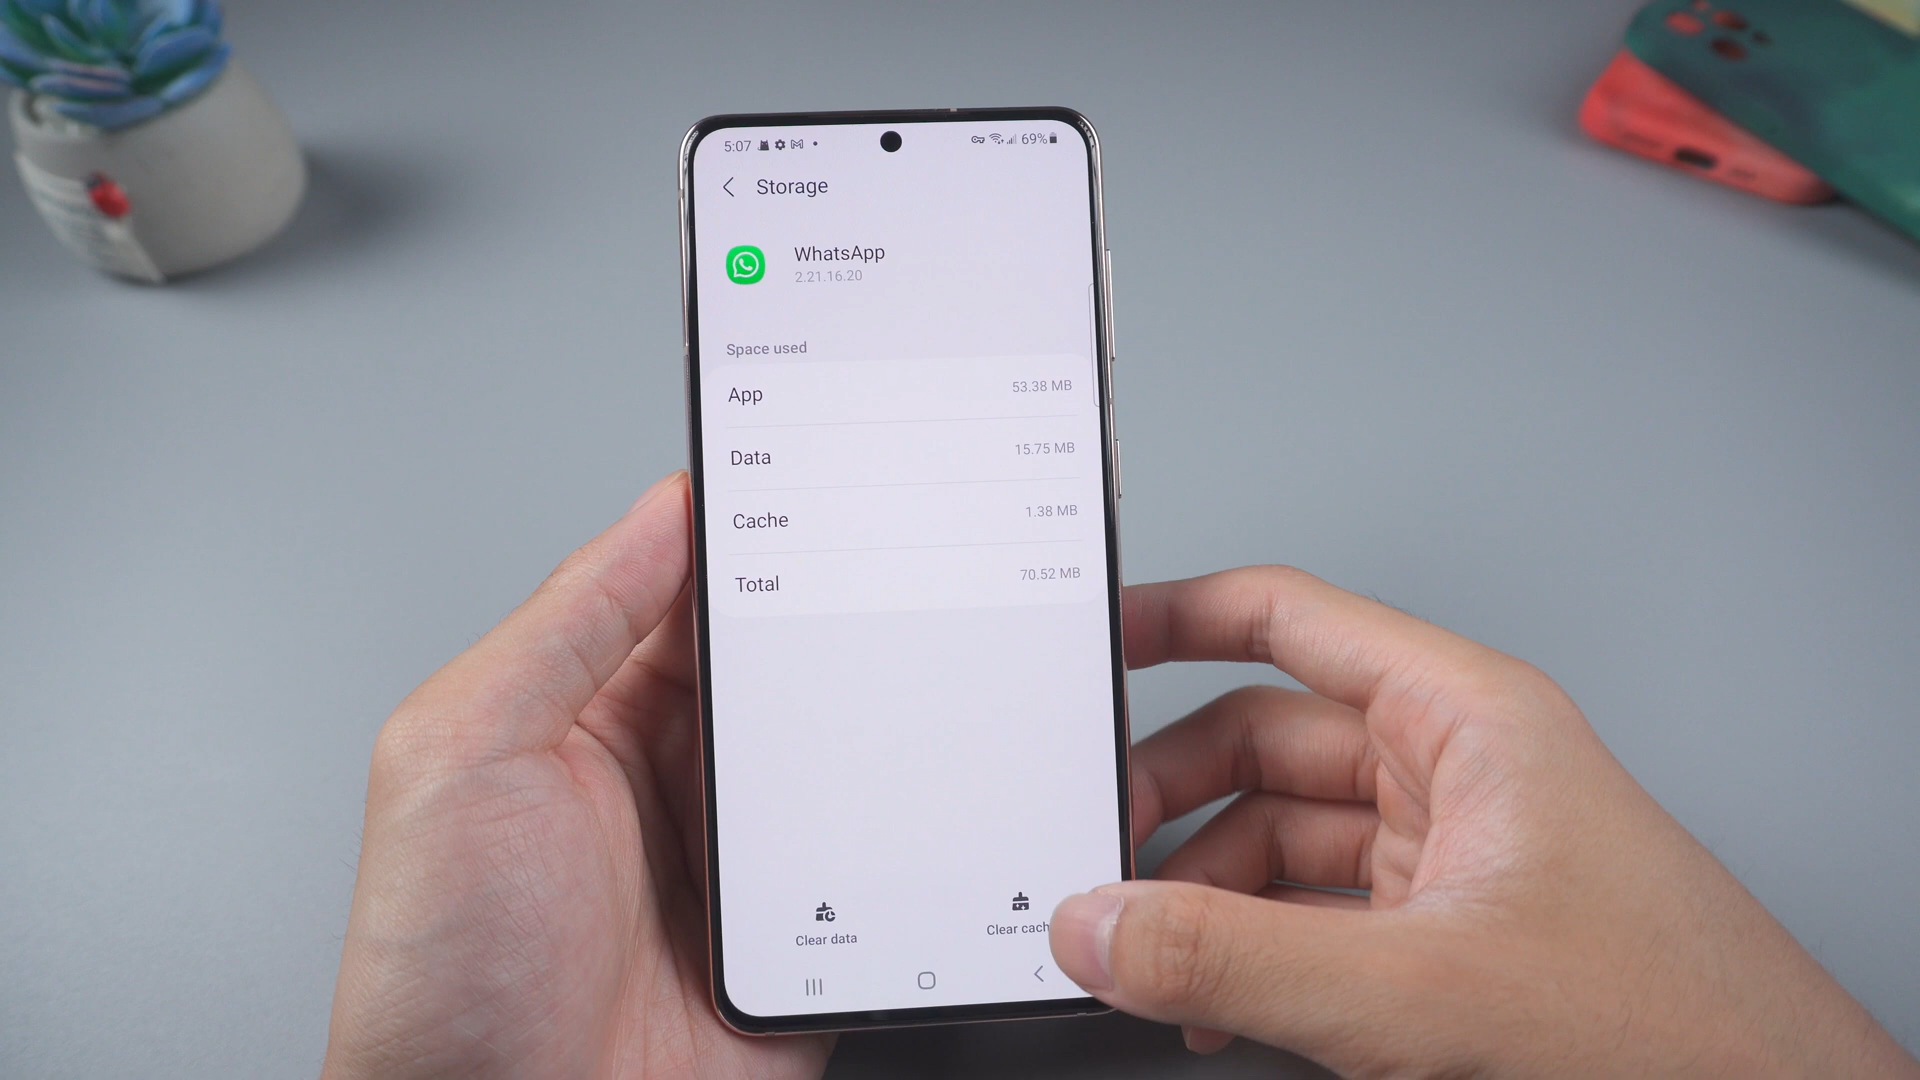 5:07
69%
Storage
WhatsApp
2.21.16.20
Space used
App 53.38 MB
Data 15.75 MB
Cache 1.38 MB
Total 70.52 MB
Clear data
Clear cach